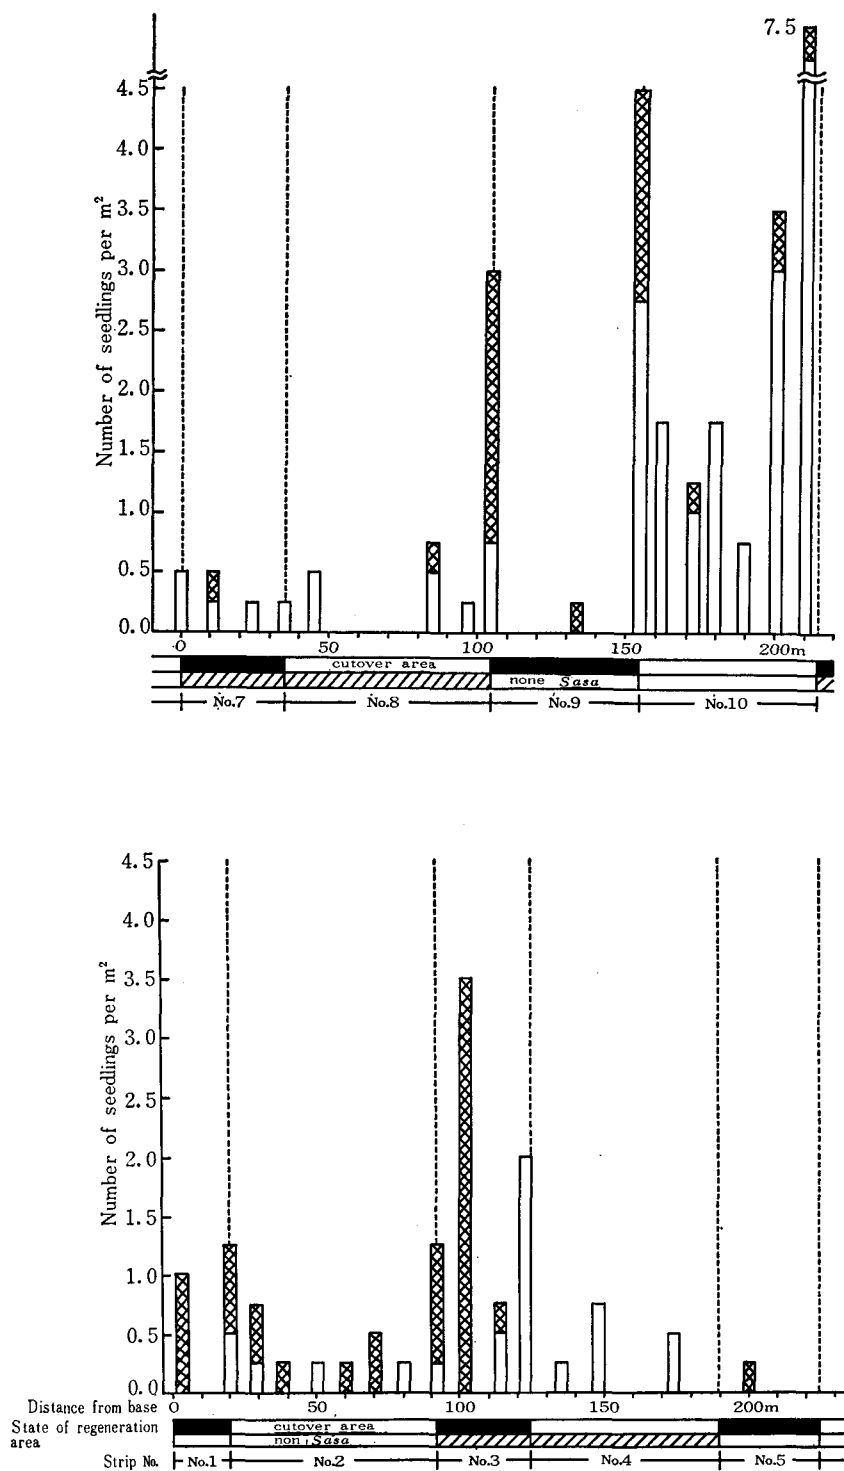 7.5
4.5
4.0
3.5
3.0
2.5
2.0
1.5
1.0
0.5
0.0
Number of seedlings per m²
0 50 100 150 200m
cutover area
none Sasa
No.7 No.8 No.9 No.10
4.5
4.0
3.5
3.0
2.5
2.0
1.5
1.0
0.5
0.0
Number of seedlings per m²
Distance from base 0 50 100 150 200m
State of regeneration area cutover area
non Sasa
Strip No. No.1 No.2 No.3 No.4 No.5